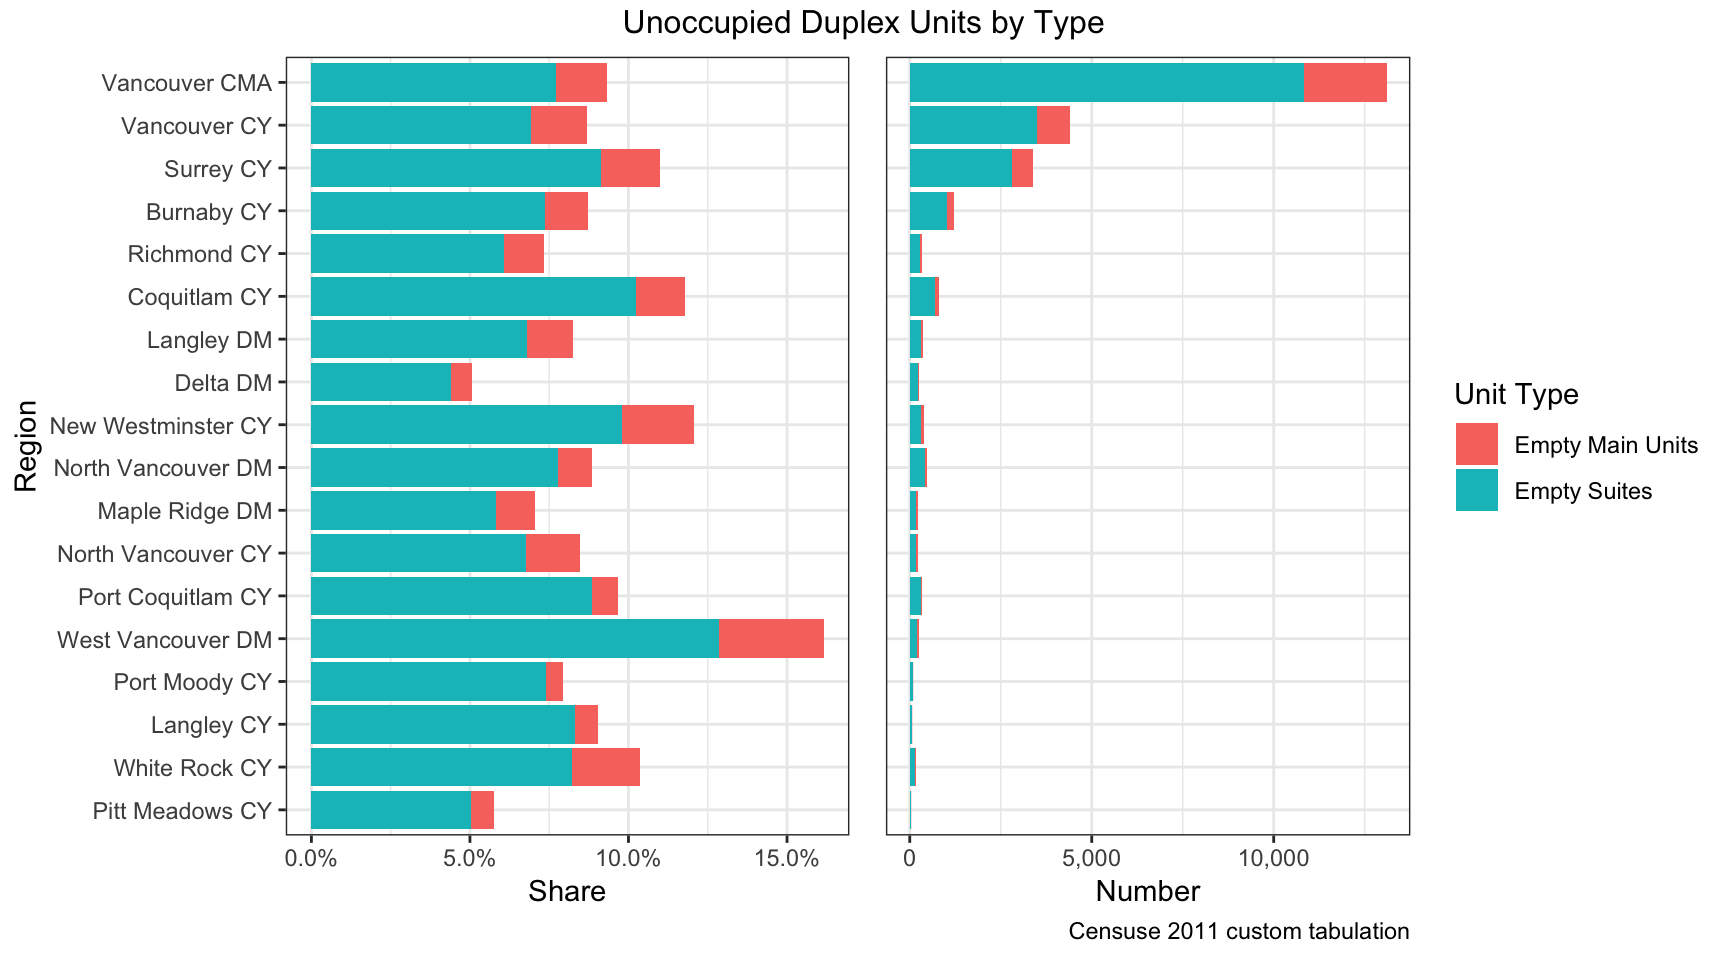 Unoccupied Duplex Units by Type
Region
Vancouver CMA
Vancouver CY
Surrey CY
Burnaby CY
Richmond CY
Coquitlam CY
Langley DM
Delta DM
New Westminster CY
North Vancouver DM
Maple Ridge DM
North Vancouver CY
Port Coquitlam CY
West Vancouver DM
Port Moody CY
Langley CY
White Rock CY
Pitt Meadows CY
0.0% 5.0% 10.0% 15.0%
Share
0 5,000 10,000
Number
Unit Type
Empty Main Units
Empty Suites
Censuse 2011 custom tabulation